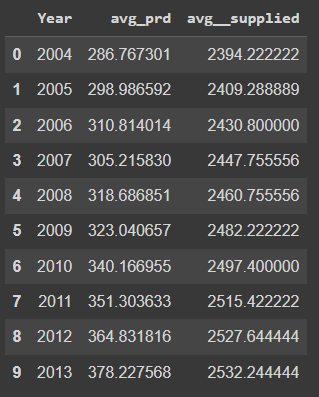 Year avg_prd avg__supplied
0 2004 286.767301 2394.222222
1 2005 298.986592 2409.288889
2 2006 310.814014 2430.800000
3 2007 305.215830 2447.755556
4 2008 318.686851 2460.755556
5 2009 323.040657 2482.222222
6 2010 340.166955 2497.400000
7 2011 351.303633 2515.422222
8 2012 364.831816 2527.644444
9 2013 378.227568 2532.244444